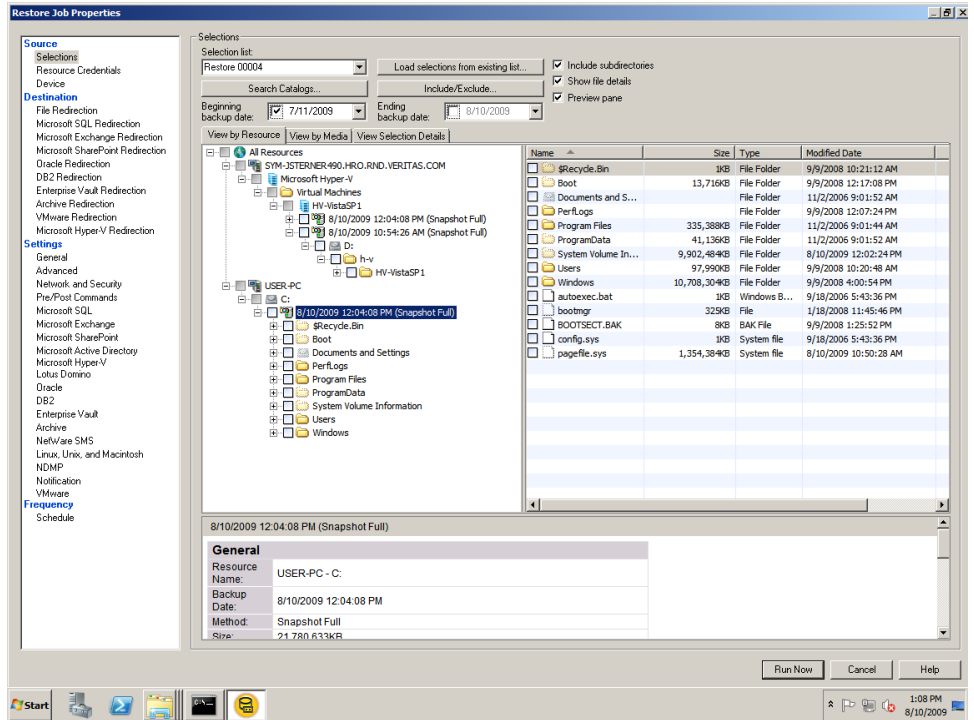 Restore Job Properties
Source
Selections
Resource Credentials
Device
Destination
File Redirection
Microsoft SQL Redirection
Microsoft Exchange Redirection
Microsoft SharePoint Redirection
Oracle Redirection
DB2 Redirection
Enterprise Vault Redirection
Archive Redirection
VMware Redirection
Microsoft Hyper-V Redirection
Settings
General
Advanced
Network and Security
Pre/Post Commands
Microsoft SQL
Microsoft Exchange
Microsoft SharePoint
Microsoft Active Directory
Microsoft Hyper-V
Lotus Domino
Oracle
DB2
Enterprise Vault
Archive
NetWare SMS
Linux, Unix, and Macintosh
NDMP
Notification
VMware
Frequency
Schedule
Selections
Selection list:
Restore 00004
Load selections from existing list...
Search Catalogs...
Include/Exclude...
Include subdirectories
Show file details
Preview pane
Beginning backup date:
7/11/2009
Ending backup date:
8/10/2009
View by Resource
View by Media
View Selection Details
All Resources
SYM-JSTERNER490.HRO.RND.VERITAS.COM
Microsoft Hyper-V
Virtual Machines
HV-VistaSP1
8/10/2009 12:04:08 PM (Snapshot Full)
8/10/2009 10:54:26 AM (Snapshot Full)
D:
h-v
HV-VistaSP1
USER-PC
C:
8/10/2009 12:04:08 PM (Snapshot Full)
$Recycle.Bin
Boot
Documents and Settings
PerfLogs
Program Files
ProgramData
System Volume Information
Users
Windows
Name Size Type Modified Date
$Recycle.Bin 1KB File Folder 9/9/2008 10:21:12 AM
Boot 13,716KB File Folder 9/9/2008 12:17:08 PM
Documents and S... File Folder 11/2/2006 9:01:52 AM
PerfLogs File Folder 9/9/2008 12:07:24 PM
Program Files 335,388KB File Folder 11/2/2006 9:01:44 AM
ProgramData 41,136KB File Folder 11/2/2006 9:01:52 AM
System Volume In... 9,902,484KB File Folder 8/10/2009 12:02:24 PM
Users 97,990KB File Folder 9/9/2008 10:20:48 AM
Windows 10,708,304KB File Folder 9/9/2008 4:00:54 PM
autoexec.bat 1KB Windows B... 9/18/2006 5:43:36 PM
bootmgr 325KB File 1/18/2008 11:45:46 PM
BOOTSECT.BAK 8KB BAK File 9/9/2008 1:25:52 PM
config.sys 1KB System file 9/18/2006 5:43:36 PM
pagefile.sys 1,354,384KB System file 8/10/2009 10:50:28 AM
8/10/2009 12:04:08 PM (Snapshot Full)
General
Resource Name: USER-PC - C:
Backup Date: 8/10/2009 12:04:08 PM
Method: Snapshot Full
Size: 21,780,633KB
Run Now
Cancel
Help
Start
C:\
1:08 PM
8/10/2009